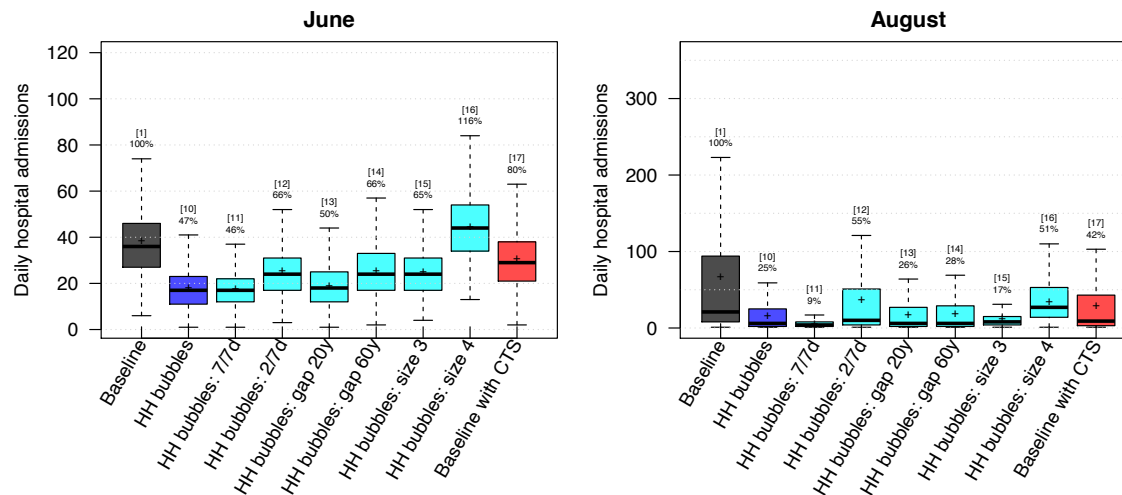 June
Daily hospital admissions
120
100
80
60
40
20
0
[1]
100%
[10]
47%
[11]
46%
[12]
66%
[13]
50%
[14]
66%
[15]
65%
[16]
116%
[17]
80%
Baseline
HH bubbles
HH bubbles: 7/7d
HH bubbles: 2/7d
HH bubbles: gap 20y
HH bubbles: gap 60y
HH bubbles: size 3
HH bubbles: size 4
Baseline with CTS
August
Daily hospital admissions
300
200
100
0
[1]
100%
[10]
25%
[11]
9%
[12]
55%
[13]
26%
[14]
28%
[15]
17%
[16]
51%
[17]
42%
Baseline
HH bubbles
HH bubbles: 7/7d
HH bubbles: 2/7d
HH bubbles: gap 20y
HH bubbles: gap 60y
HH bubbles: size 3
HH bubbles: size 4
Baseline with CTS